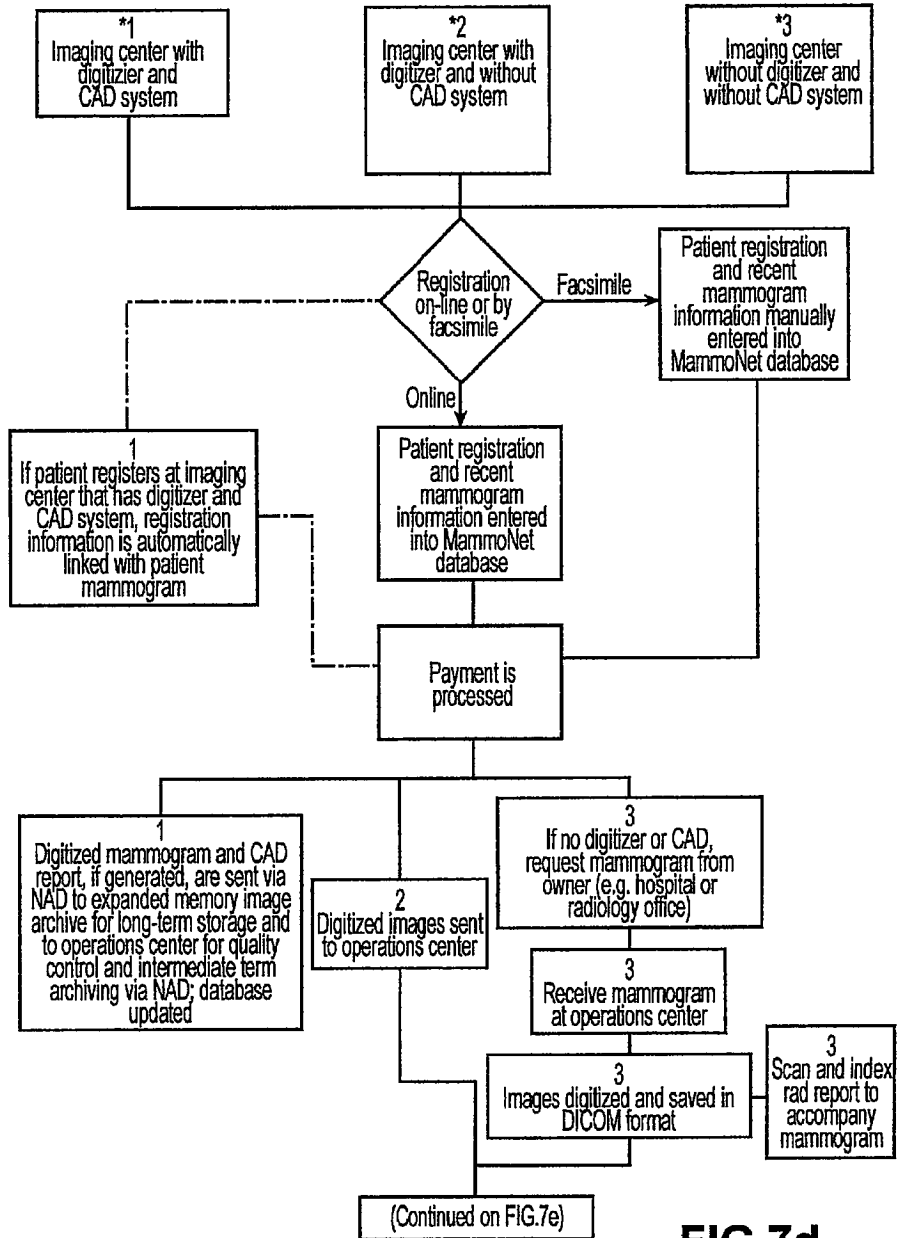 *1
Imaging center with
digitizier and
CAD system
*2
Imaging center with
digitizer and without
CAD system
*3
Imaging center
without digitizer and
without CAD system
Registration
on-line or by
facsimile
Facsimile
Patient registration
and recent
mammogram
information manually
entered into
MammoNet database
Online
1
If patient registers at imaging
center that has digitizer and
CAD system, registration
information is automatically
linked with patient
mammogram
Patient registration
and recent
mammogram
information entered
into MammoNet
database
Payment is
processed
1
Digitized mammogram and CAD
report, if generated, are sent via
NAD to expanded memory image
archive for long-term storage and
to operations center for quality
control and intermediate term
archiving via NAD; database
updated
2
Digitized images sent
to operations center
3
If no digitizer or CAD,
request mammogram from
owner (e.g. hospital or
radiology office)
3
Receive mammogram
at operations center
3
Images digitized and saved in
DICOM format
3
Scan and index
rad report to
accompany
mammogram
(Continued on FIG.7e)
FIG.7d